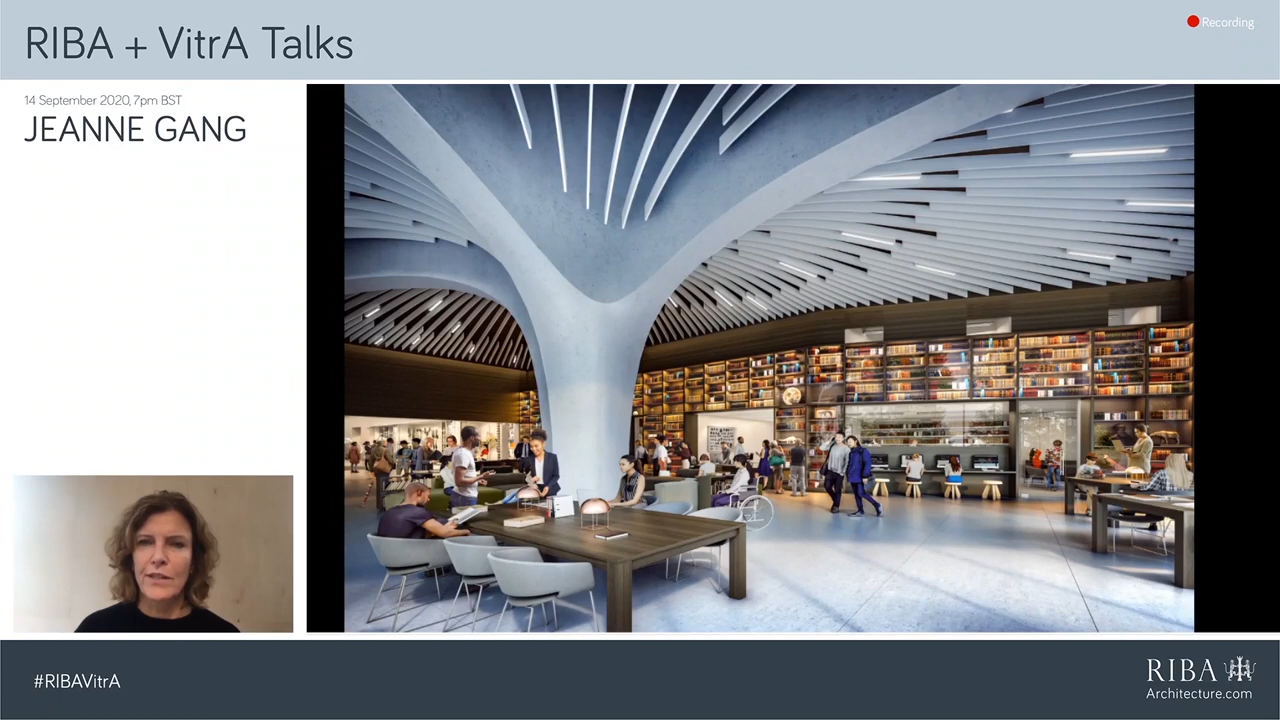 RIBA + VitrA Talks
Recording
14 September 2020, 7pm BST
JEANNE GANG
#RIBAVitrA
RIBA
Architecture.com